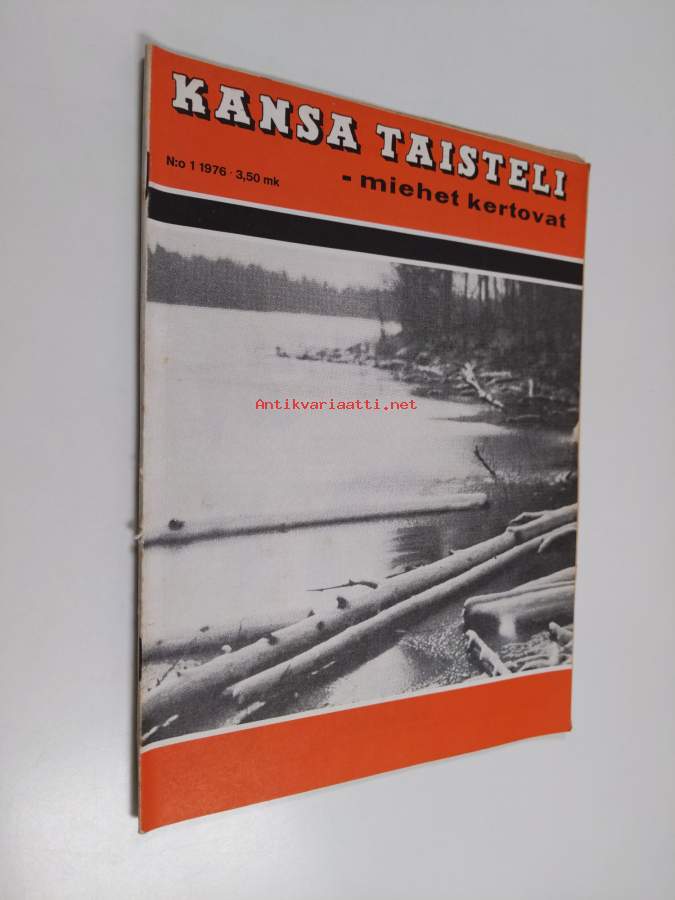 KANSA TAISTELI
- miehet kertovat
N:o 1 1976 · 3,50 mk
Antikvariaatti.net